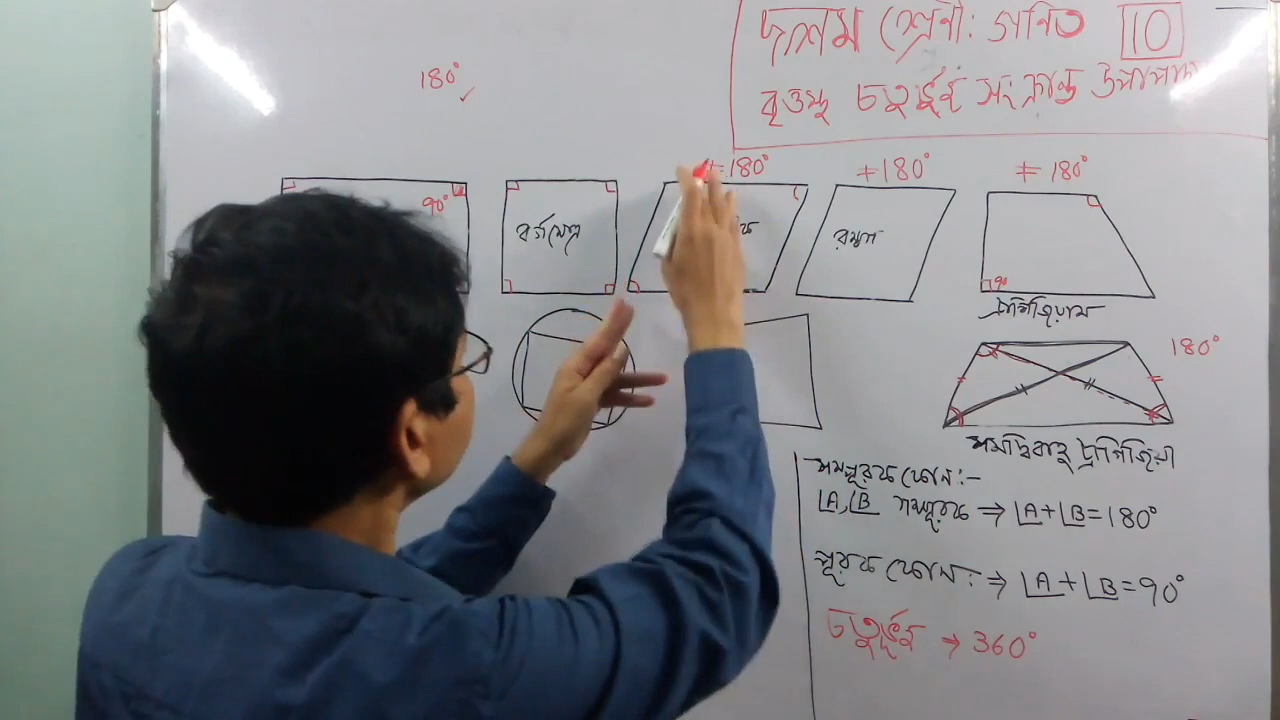 দশম শ্রেণী: গণিত 10
বৃত্তস্থ চতুর্ভুজ সংক্রান্ত উপপাদ্য
180° ✓
≠ 180°
≠ 180°
≠ 180°
90°
বর্গক্ষেত্র
রম্বস
90°
ট্রাপিজিয়াম
180°
সমদ্বিবাহু ট্রাপিজিয়াম
সম্পূরক কোন:-
∠A, ∠B সম্পূরক ⇒ ∠A+∠B=180°
পূরক কোন: ⇒ ∠A+∠B=90°
চতুর্ভুজ → 360°